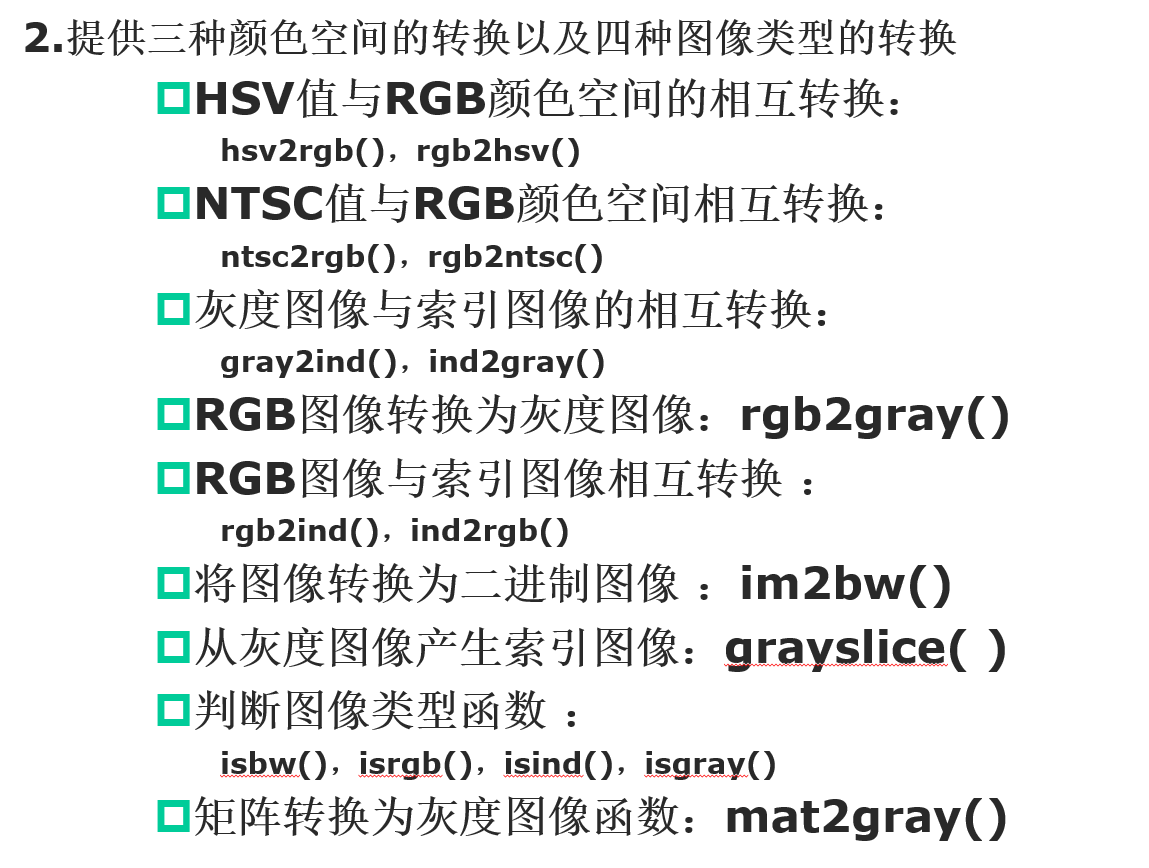 2.提供三种颜色空间的转换以及四种图像类型的转换
HSV值与RGB颜色空间的相互转换：
hsv2rgb()，rgb2hsv()
NTSC值与RGB颜色空间相互转换：
ntsc2rgb()，rgb2ntsc()
灰度图像与索引图像的相互转换：
gray2ind()，ind2gray()
RGB图像转换为灰度图像：rgb2gray()
RGB图像与索引图像相互转换 ：
rgb2ind()，ind2rgb()
将图像转换为二进制图像 ：im2bw()
从灰度图像产生索引图像：grayslice( )
判断图像类型函数 ：
isbw()，isrgb()，isind()，isgray()
矩阵转换为灰度图像函数：mat2gray()